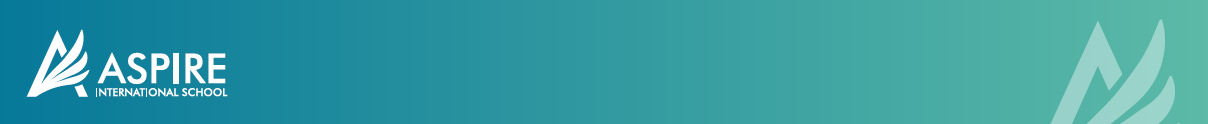 ASPIRE
INTERNATIONAL SCHOOL